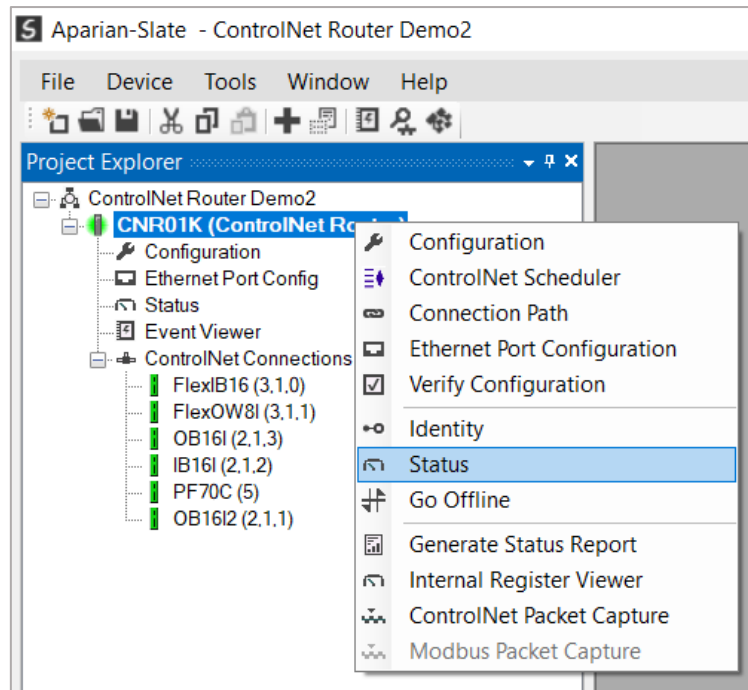 Aparian-Slate - ControlNet Router Demo2
File Device Tools Window Help
Project Explorer
ControlNet Router Demo2
CNR01K (ControlNet
Configuration
Ethernet Port Config
Status
Event Viewer
ControlNet Connections
FlexIB16 (3,1,0)
FlexOW8I (3,1,1)
OB16I (2,1,3)
IB16I (2,1,2)
PF70C (5)
OB16I2 (2,1,1)
Configuration
ControlNet Scheduler
Connection Path
Ethernet Port Configuration
Verify Configuration
Identity
Status
Go Offline
Generate Status Report
Internal Register Viewer
ControlNet Packet Capture
Modbus Packet Capture